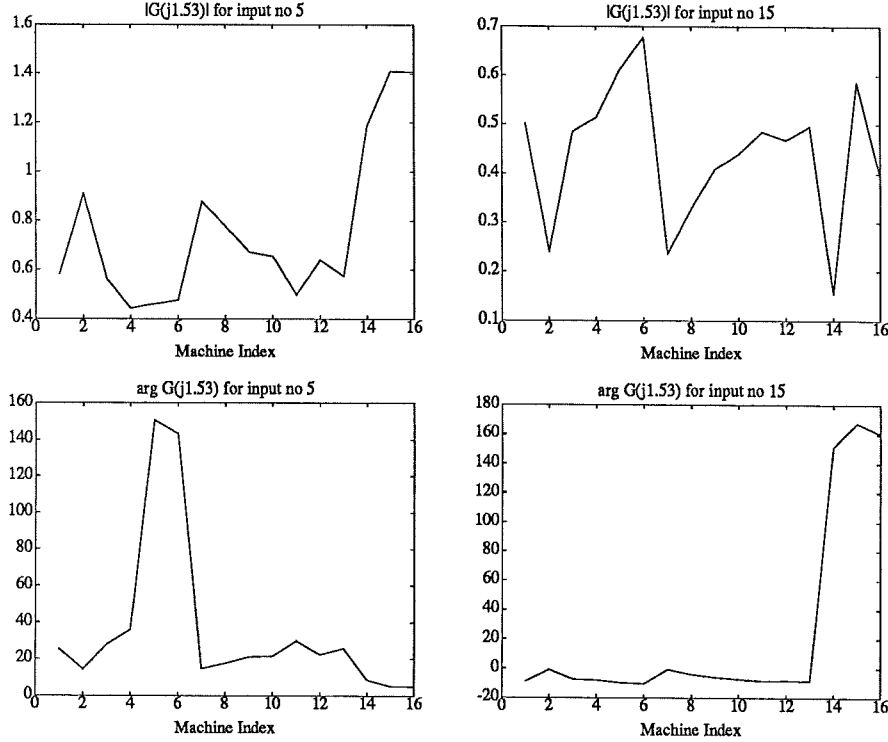 |G(j1.53)| for input no 5
1.6
1.4
1.2
1
0.8
0.6
0.4
0 2 4 6 8 10 12 14 16
Machine Index
|G(j1.53)| for input no 15
0.7
0.6
0.5
0.4
0.3
0.2
0.1
0 2 4 6 8 10 12 14 16
Machine Index
arg G(j1.53) for input no 5
160
140
120
100
80
60
40
20
0
0 2 4 6 8 10 12 14 16
Machine Index
arg G(j1.53) for input no 15
180
160
140
120
100
80
60
40
20
0
-20
0 2 4 6 8 10 12 14 16
Machine Index